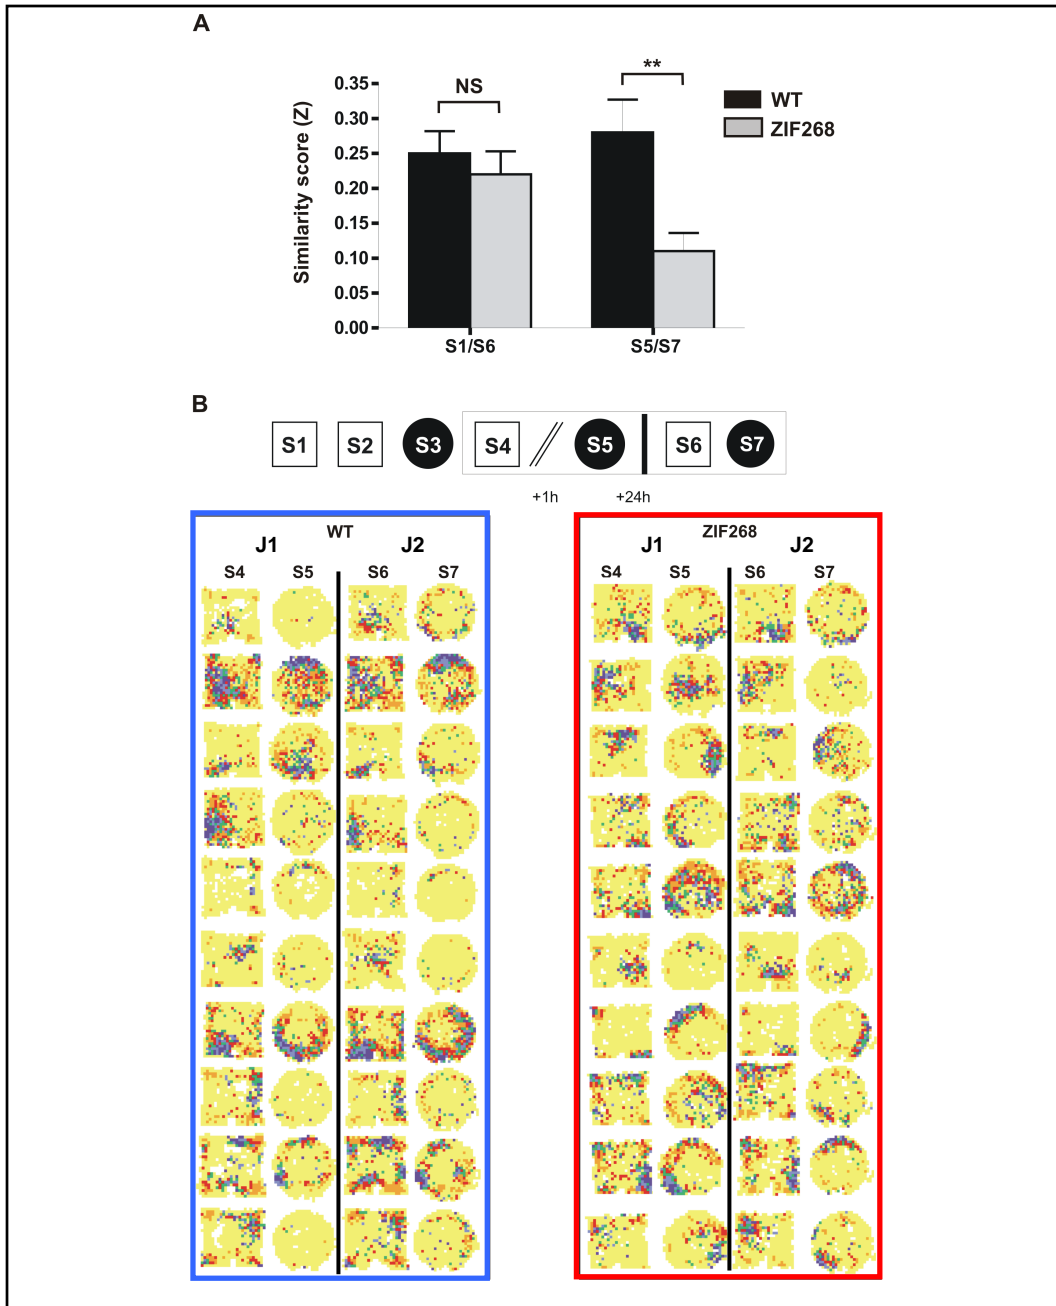 A
Similarity score (Z)
0.35
0.30
0.25
0.20
0.15
0.10
0.05
0.00
NS
**
WT
ZIF268
S1/S6
S5/S7
B
S1 S2 S3 S4 S5 S6 S7
+1h +24h
WT
J1 J2
S4 S5 S6 S7
ZIF268
J1 J2
S4 S5 S6 S7